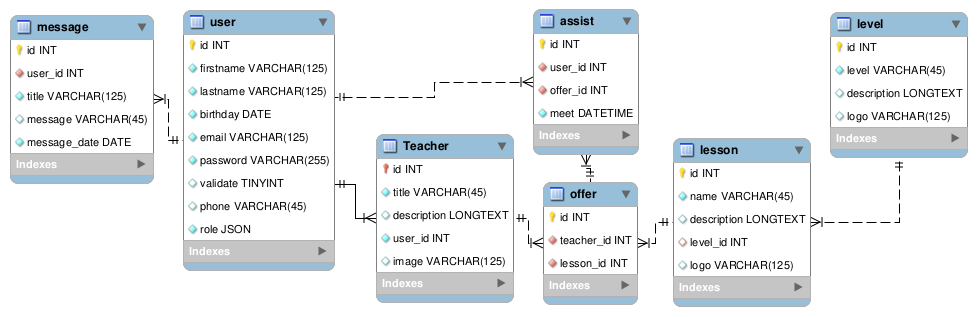 message
id INT
user_id INT
title VARCHAR(125)
message VARCHAR(45)
message_date DATE
Indexes
user
id INT
firstname VARCHAR(125)
lastname VARCHAR(125)
birthday DATE
email VARCHAR(125)
password VARCHAR(255)
validate TINYINT
phone VARCHAR(45)
role JSON
Indexes
Teacher
id INT
title VARCHAR(45)
description LONGTEXT
user_id INT
image VARCHAR(125)
Indexes
assist
id INT
user_id INT
offer_id INT
meet DATETIME
Indexes
offer
id INT
teacher_id INT
lesson_id INT
Indexes
lesson
id INT
name VARCHAR(45)
description LONGTEXT
level_id INT
logo VARCHAR(125)
Indexes
level
id INT
level VARCHAR(45)
description LONGTEXT
logo VARCHAR(125)
Indexes